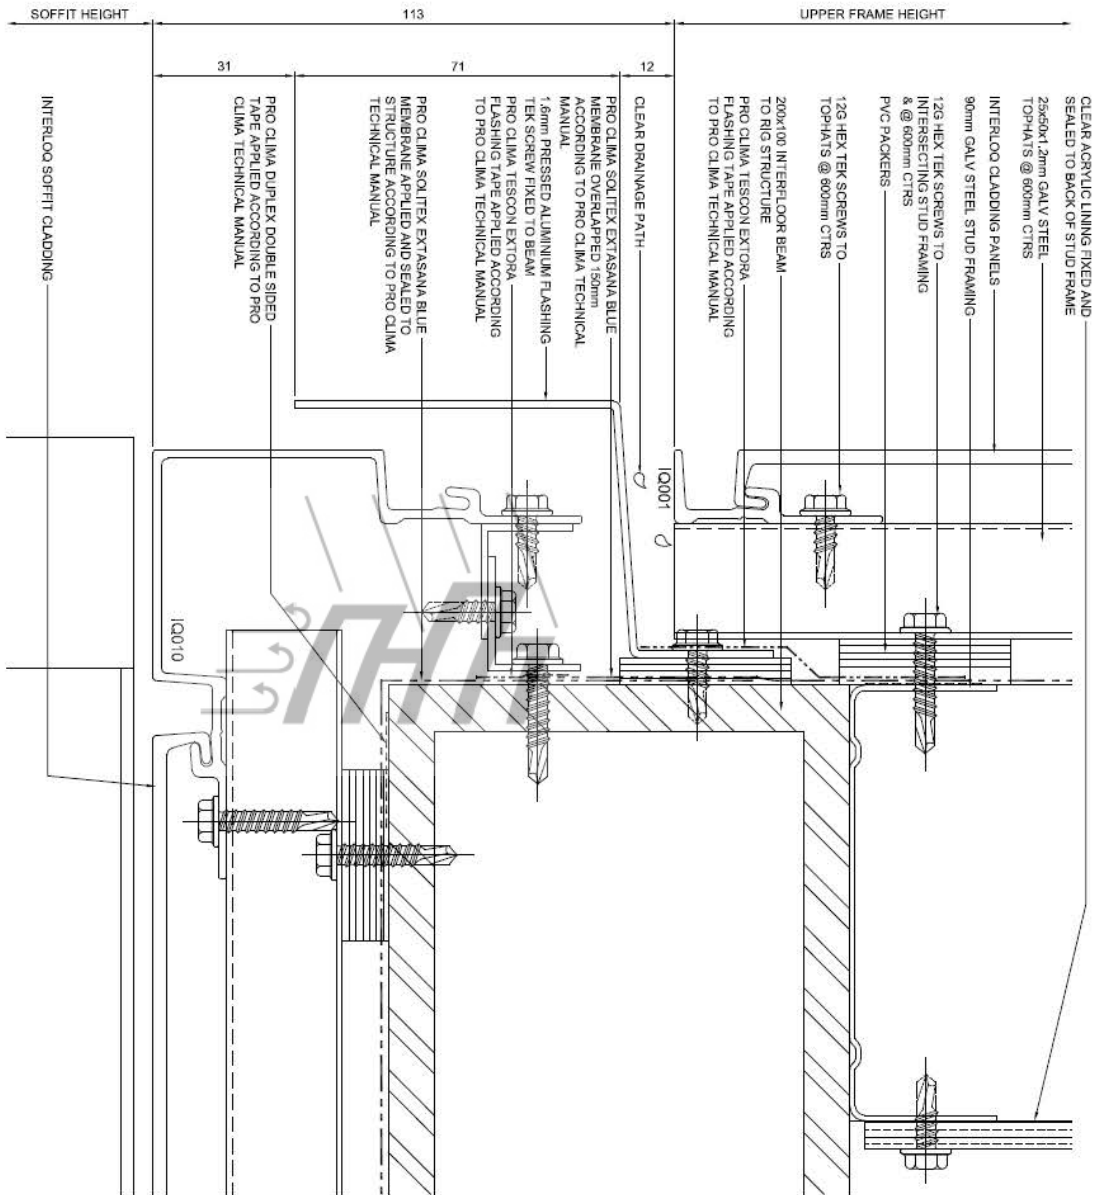 SOFFIT HEIGHT
113
UPPER FRAME HEIGHT
31
71
12
CLEAR ACRYLIC LINING FIXED AND
SEALED TO BACK OF STUD FRAME
25x50x1.2mm GALV STEEL
TOPHATS @ 600mm CTRS
INTERLOQ CLADDING PANELS
90mm GALV STEEL STUD FRAMING
12G HEX TEK SCREWS TO
INTERSECTING STUD FRAMING
& @ 600mm CTRS
PVC PACKERS
12G HEX TEK SCREWS TO
TOPHATS @ 600mm CTRS
200x100 INTERFLOOR BEAM
TO RIG STRUCTURE
PRO CLIMA TESCON EXTORA
FLASHING TAPE APPLIED ACCORDING
TO PRO CLIMA TECHNICAL MANUAL
CLEAR DRAINAGE PATH
PRO CLIMA SOLITEX EXTASANA BLUE
MEMBRANE OVERLAPPED 150mm
ACCORDING TO PRO CLIMA TECHNICAL
MANUAL
1.6mm PRESSED ALUMINIUM FLASHING
TEK SCREW FIXED TO BEAM
PRO CLIMA TESCON EXTORA
FLASHING TAPE APPLIED ACCORDING
TO PRO CLIMA TECHNICAL MANUAL
PRO CLIMA SOLITEX EXTASANA BLUE
MEMBRANE APPLIED AND SEALED TO
STRUCTURE ACCORDING TO PRO CLIMA
TECHNICAL MANUAL
PRO CLIMA DUPLEX DOUBLE SIDED
TAPE APPLIED ACCORDING TO PRO
CLIMA TECHNICAL MANUAL
INTERLOQ SOFFIT CLADDING
IQ001
IQ010